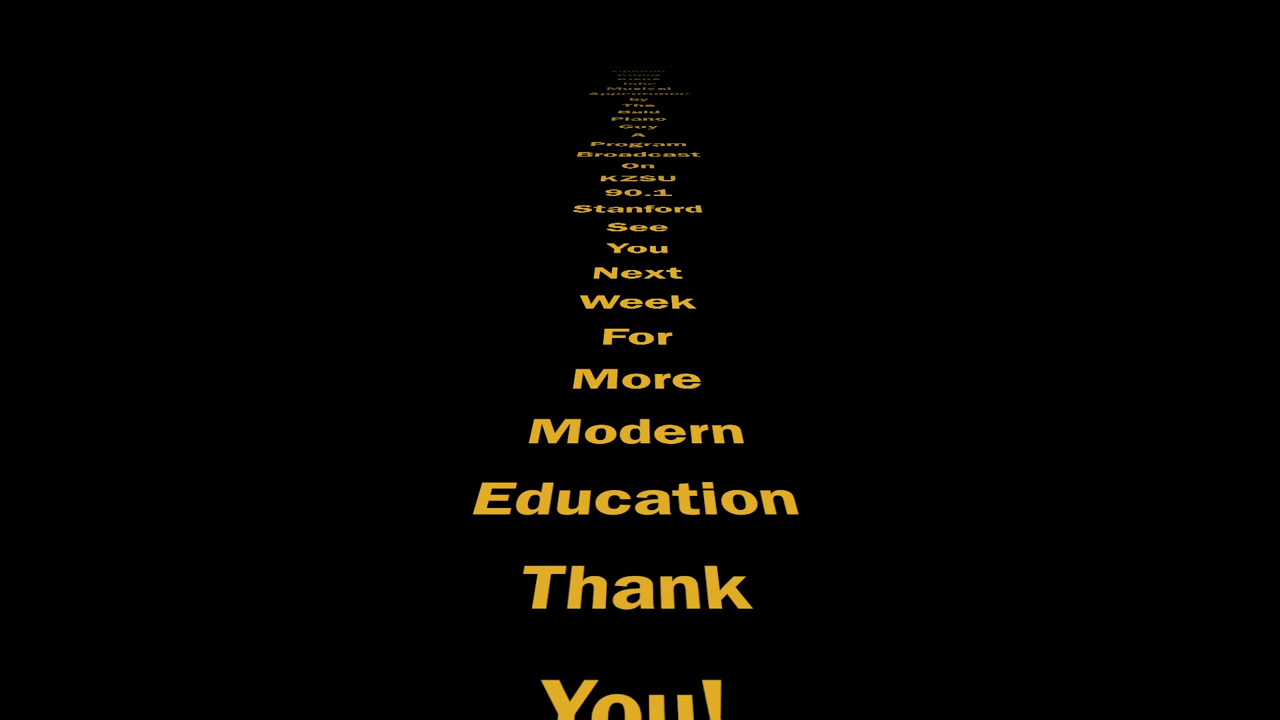 Musical
by
The
Bald
Piano
Guy
A
Program
Broadcast
On
KZSU
90.1
Stanford
See
You
Next
Week
For
More
Modern
Education
Thank
You!